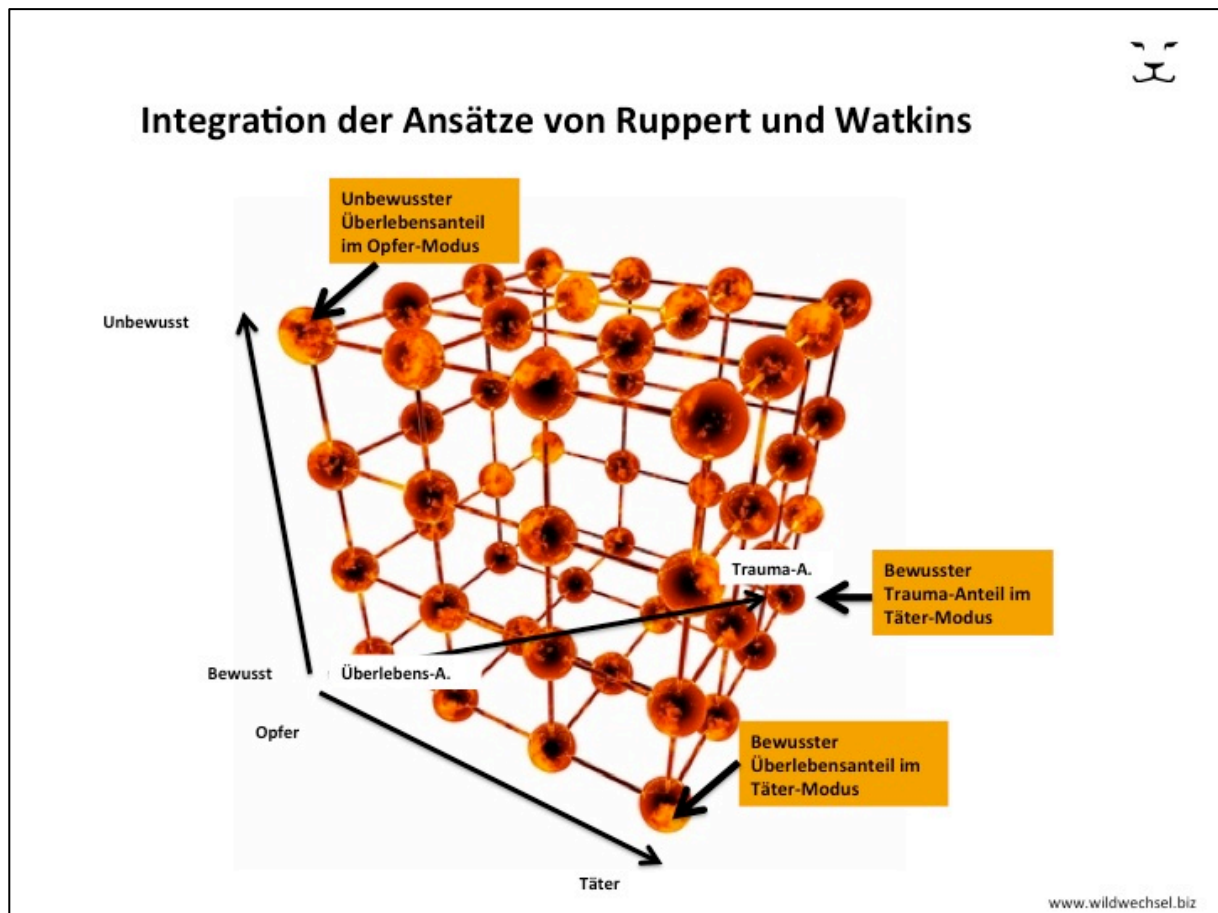 Integration der Ansätze von Ruppert und Watkins
Unbewusster
Überlebensanteil
im Opfer-Modus
Unbewusst
Trauma-A.
Bewusster
Trauma-Anteil im
Täter-Modus
Bewusst
Überlebens-A.
Opfer
Bewusster
Überlebensanteil im
Täter-Modus
Täter
www.wildwechsel.biz